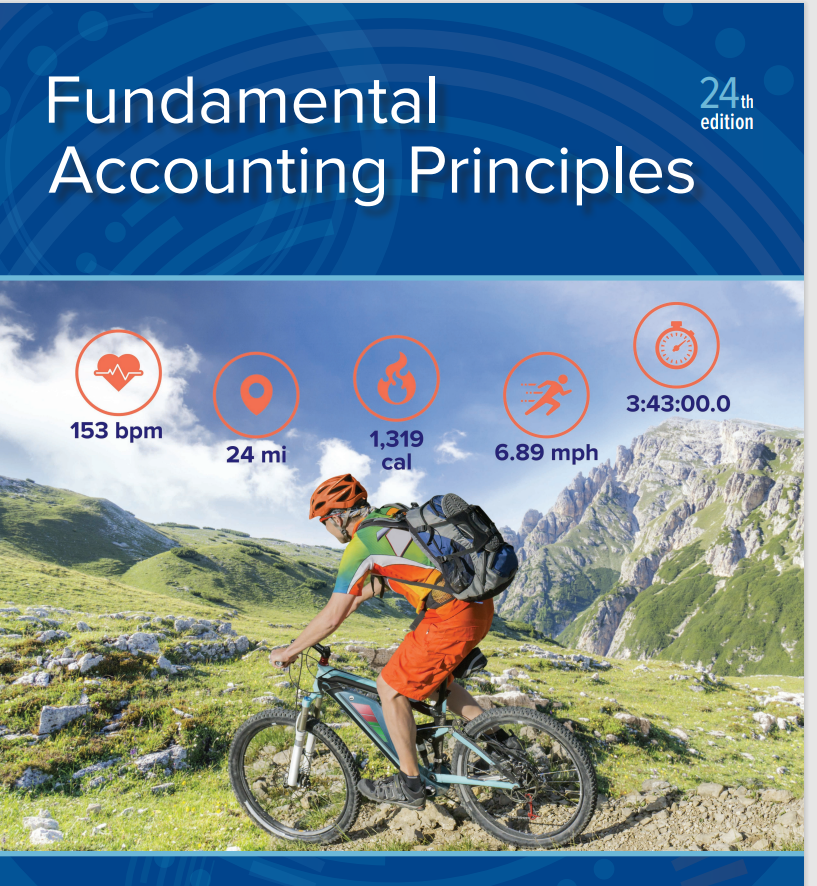 Fundamental
Accounting Principles
24th
edition
153 bpm
24 mi
1,319
cal
6.89 mph
3:43:00.0